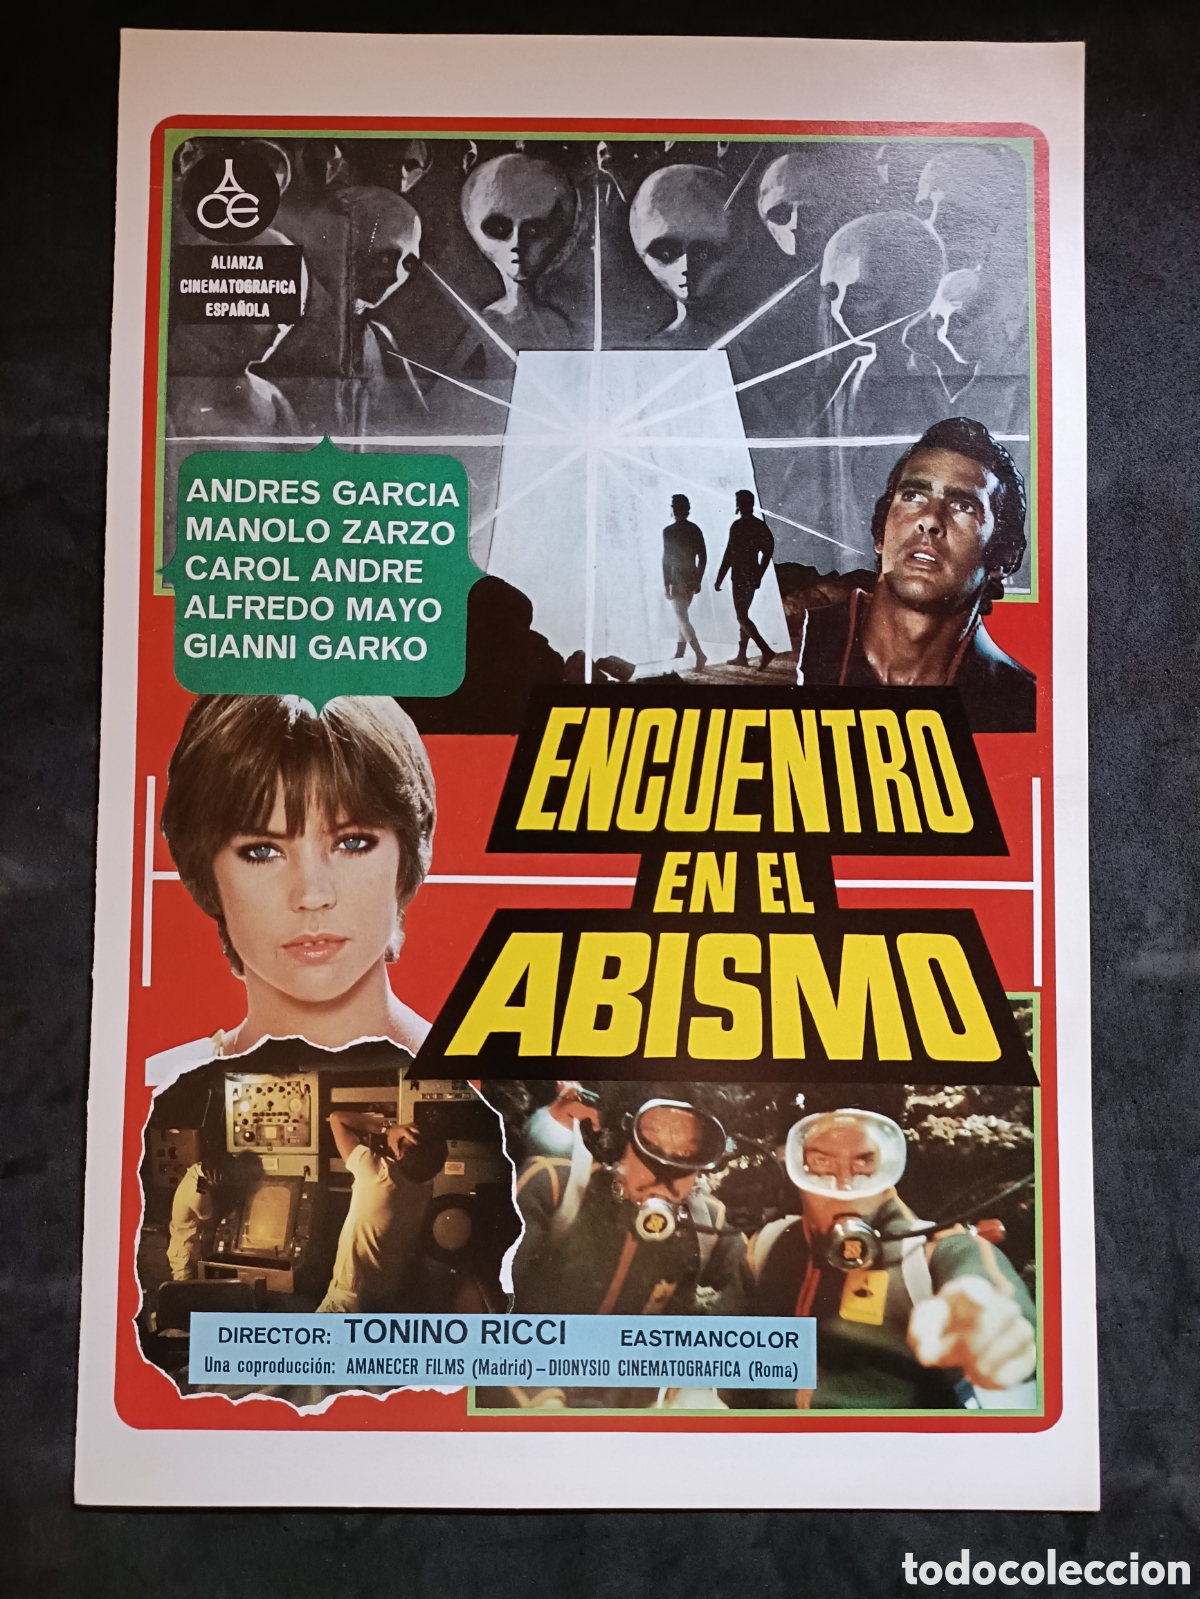 ACE
ALIANZA
CINEMATOGRAFICA
ESPAÑOLA
ANDRES GARCIA
MANOLO ZARZO
CAROL ANDRE
ALFREDO MAYO
GIANNI GARKO
ENCUENTRO
EN EL
ABISMO
DIRECTOR: TONINO RICCI EASTMANCOLOR
Una coproducción: AMANECER FILMS (Madrid) – DIONYSIO CINEMATOGRAFICA (Roma)
todocoleccion